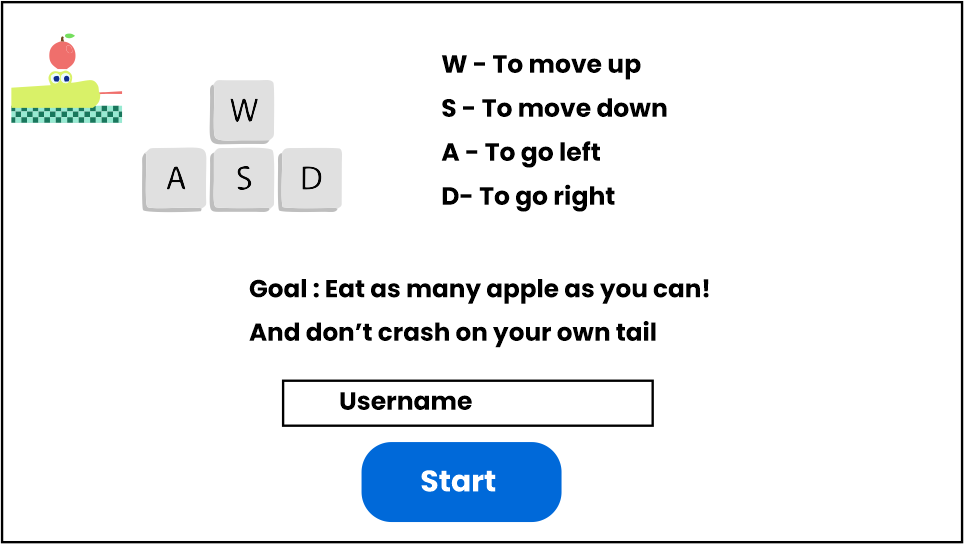 W - To move up
S - To move down
A - To go left
D- To go right
W
A S D
Goal : Eat as many apple as you can!
And don’t crash on your own tail
Username
Start